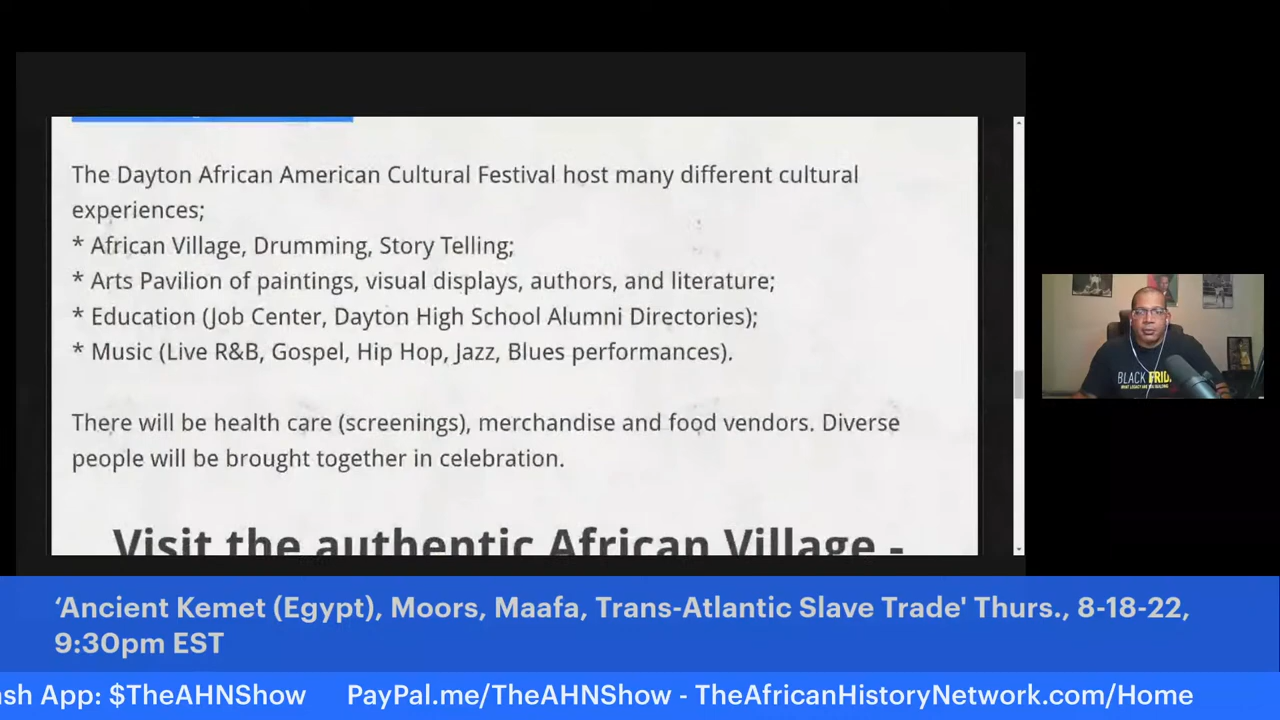 The Dayton African American Cultural Festival host many different cultural
experiences;
* African Village, Drumming, Story Telling;
* Arts Pavilion of paintings, visual displays, authors, and literature;
* Education (Job Center, Dayton High School Alumni Directories);
* Music (Live R&B, Gospel, Hip Hop, Jazz, Blues performances).
There will be health care (screenings), merchandise and food vendors. Diverse
people will be brought together in celebration.
Visit the authentic African Village -
BLACK FRID
‘Ancient Kemet (Egypt), Moors, Maafa, Trans-Atlantic Slave Trade' Thurs., 8-18-22,
9:30pm EST
ash App: $TheAHNShow PayPal.me/TheAHNShow - TheAfricanHistoryNetwork.com/Home